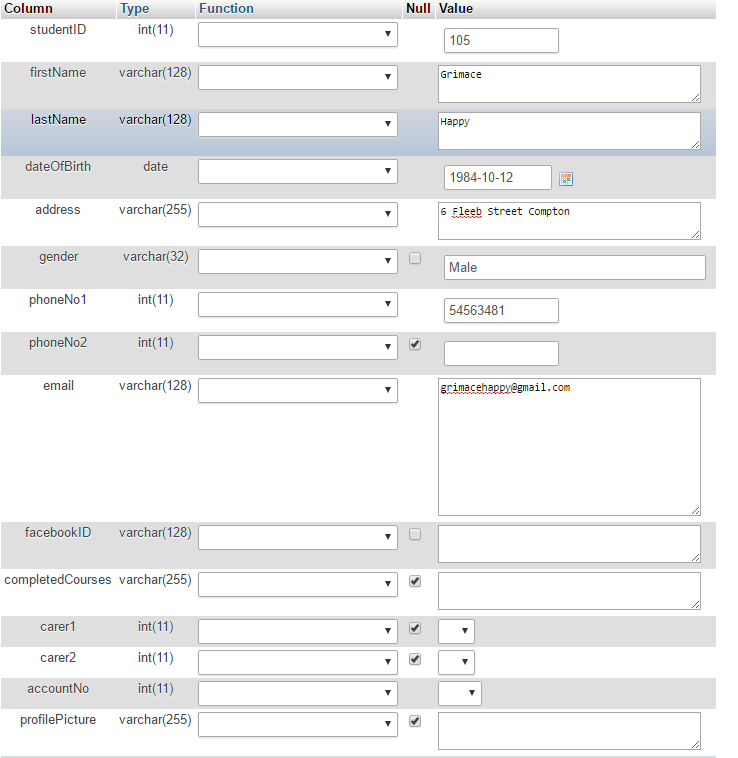 Column Type Function Null Value
studentID int(11) 105
firstName varchar(128) Grimace
lastName varchar(128) Happy
dateOfBirth date 1984-10-12
address varchar(255) 6 Fleeb Street Compton
gender varchar(32) Male
phoneNo1 int(11) 54563481
phoneNo2 int(11)
email varchar(128) grimacehappy@gmail.com
facebookID varchar(128)
completedCourses varchar(255)
carer1 int(11)
carer2 int(11)
accountNo int(11)
profilePicture varchar(255)